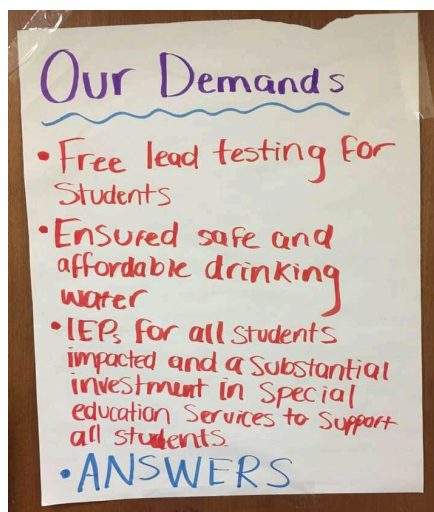 Our Demands
• Free lead testing for
Students
• Ensured safe and
affordable drinking
water
• IEPs for all students
impacted and a substantial
investment in Special
education Services to Support
all students.
• ANSWERS